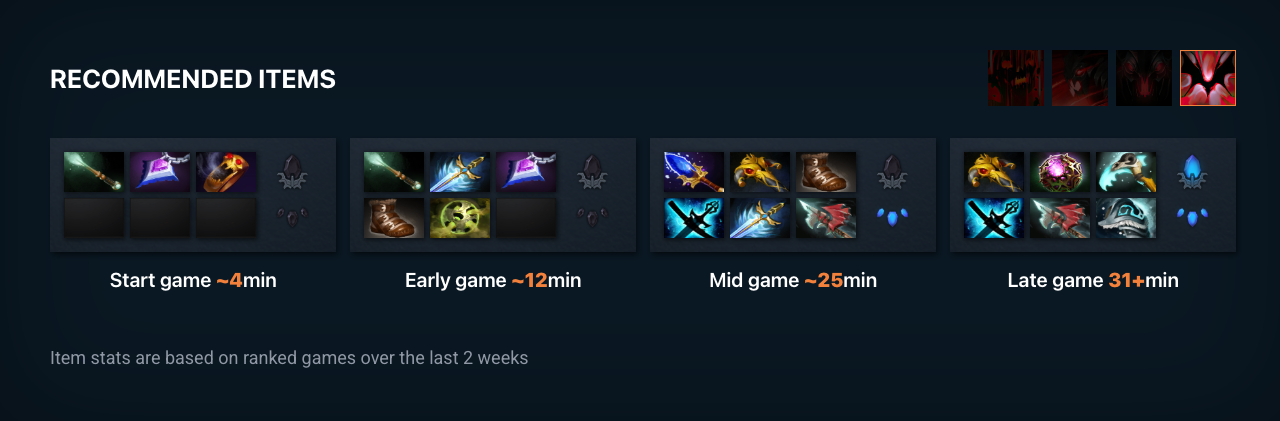 RECOMMENDED ITEMS
Start game ~4min
Early game ~12min
Mid game ~25min
Late game 31+min
Item stats are based on ranked games over the last 2 weeks